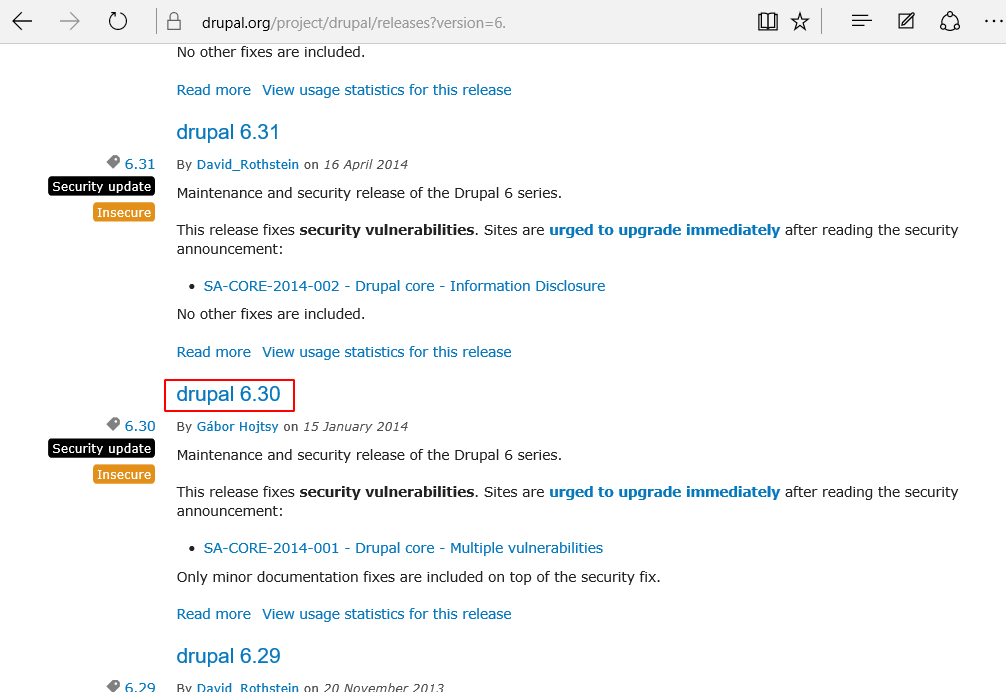 drupal.org/project/drupal/releases?version=6.
No other fixes are included.
Read more View usage statistics for this release
drupal 6.31
6.31
By David_Rothstein on 16 April 2014
Security update
Insecure
Maintenance and security release of the Drupal 6 series.
This release fixes security vulnerabilities. Sites are urged to upgrade immediately after reading the security
announcement:
• SA-CORE-2014-002 - Drupal core - Information Disclosure
No other fixes are included.
Read more View usage statistics for this release
drupal 6.30
6.30
By Gábor Hojtsy on 15 January 2014
Security update
Insecure
Maintenance and security release of the Drupal 6 series.
This release fixes security vulnerabilities. Sites are urged to upgrade immediately after reading the security
announcement:
• SA-CORE-2014-001 - Drupal core - Multiple vulnerabilities
Only minor documentation fixes are included on top of the security fix.
Read more View usage statistics for this release
drupal 6.29
6.29
By David_Rothstein on 20 November 2013